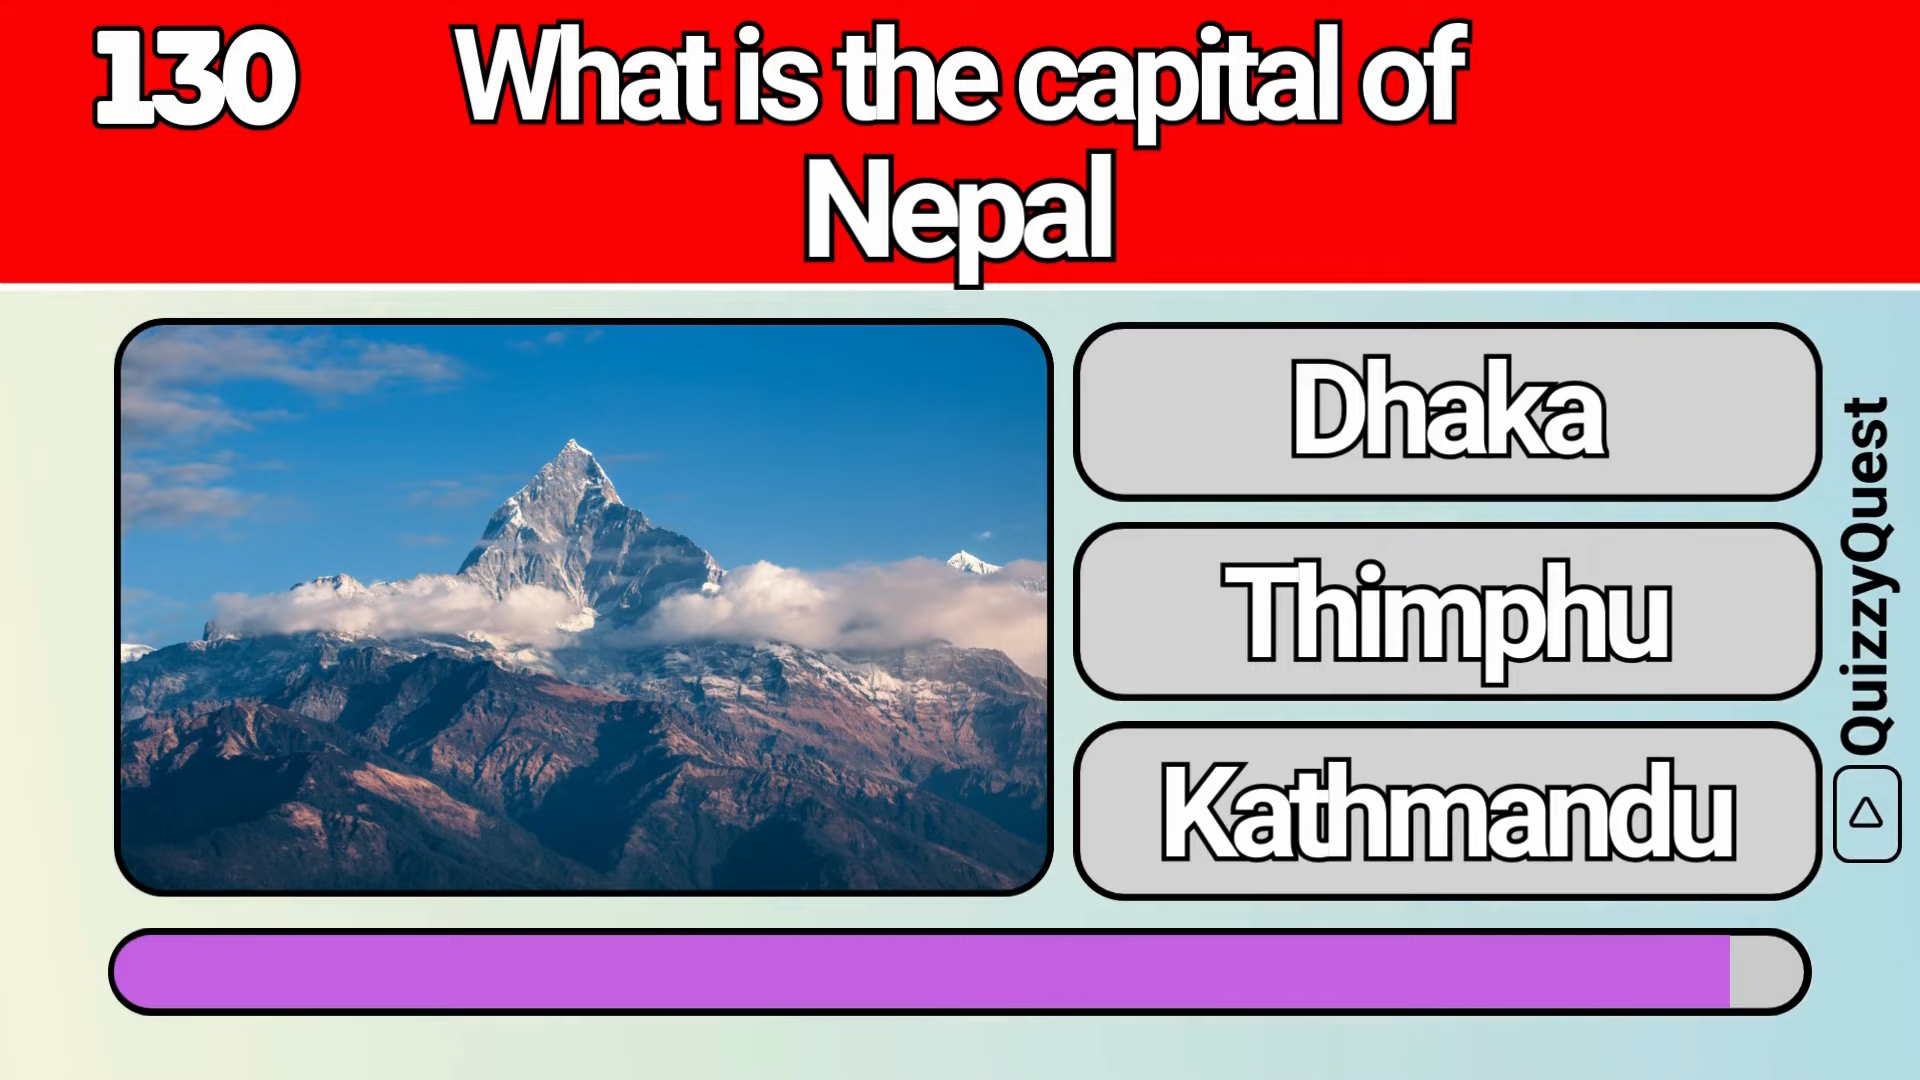 130
What is the capital of
Nepal
Dhaka
Thimphu
Kathmandu
QuizzyQuest